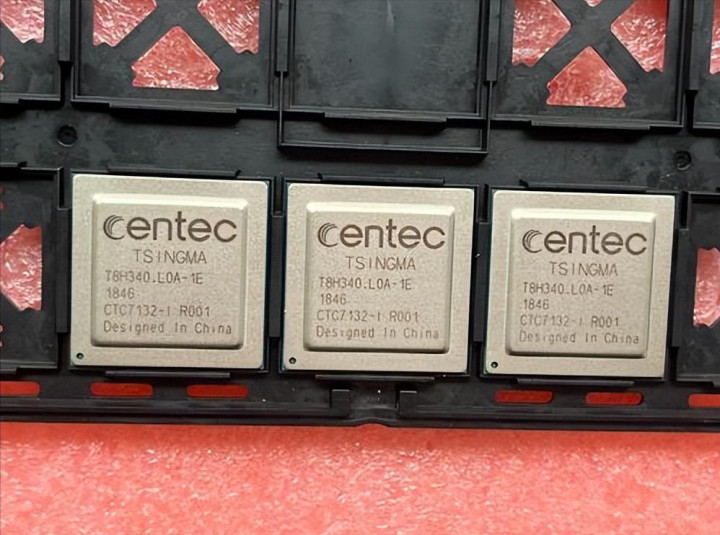 centec
TSINGMA
T8H340.L0A-1E
1846
CTC7132-I R001
Designed In China
centec
TSINGMA
T8H340.L0A-1E
1846
CTC7132-I R001
Designed In China
centec
TSINGMA
T8H340.L0A-1E
1846
CTC7132-I R001
Designed In China